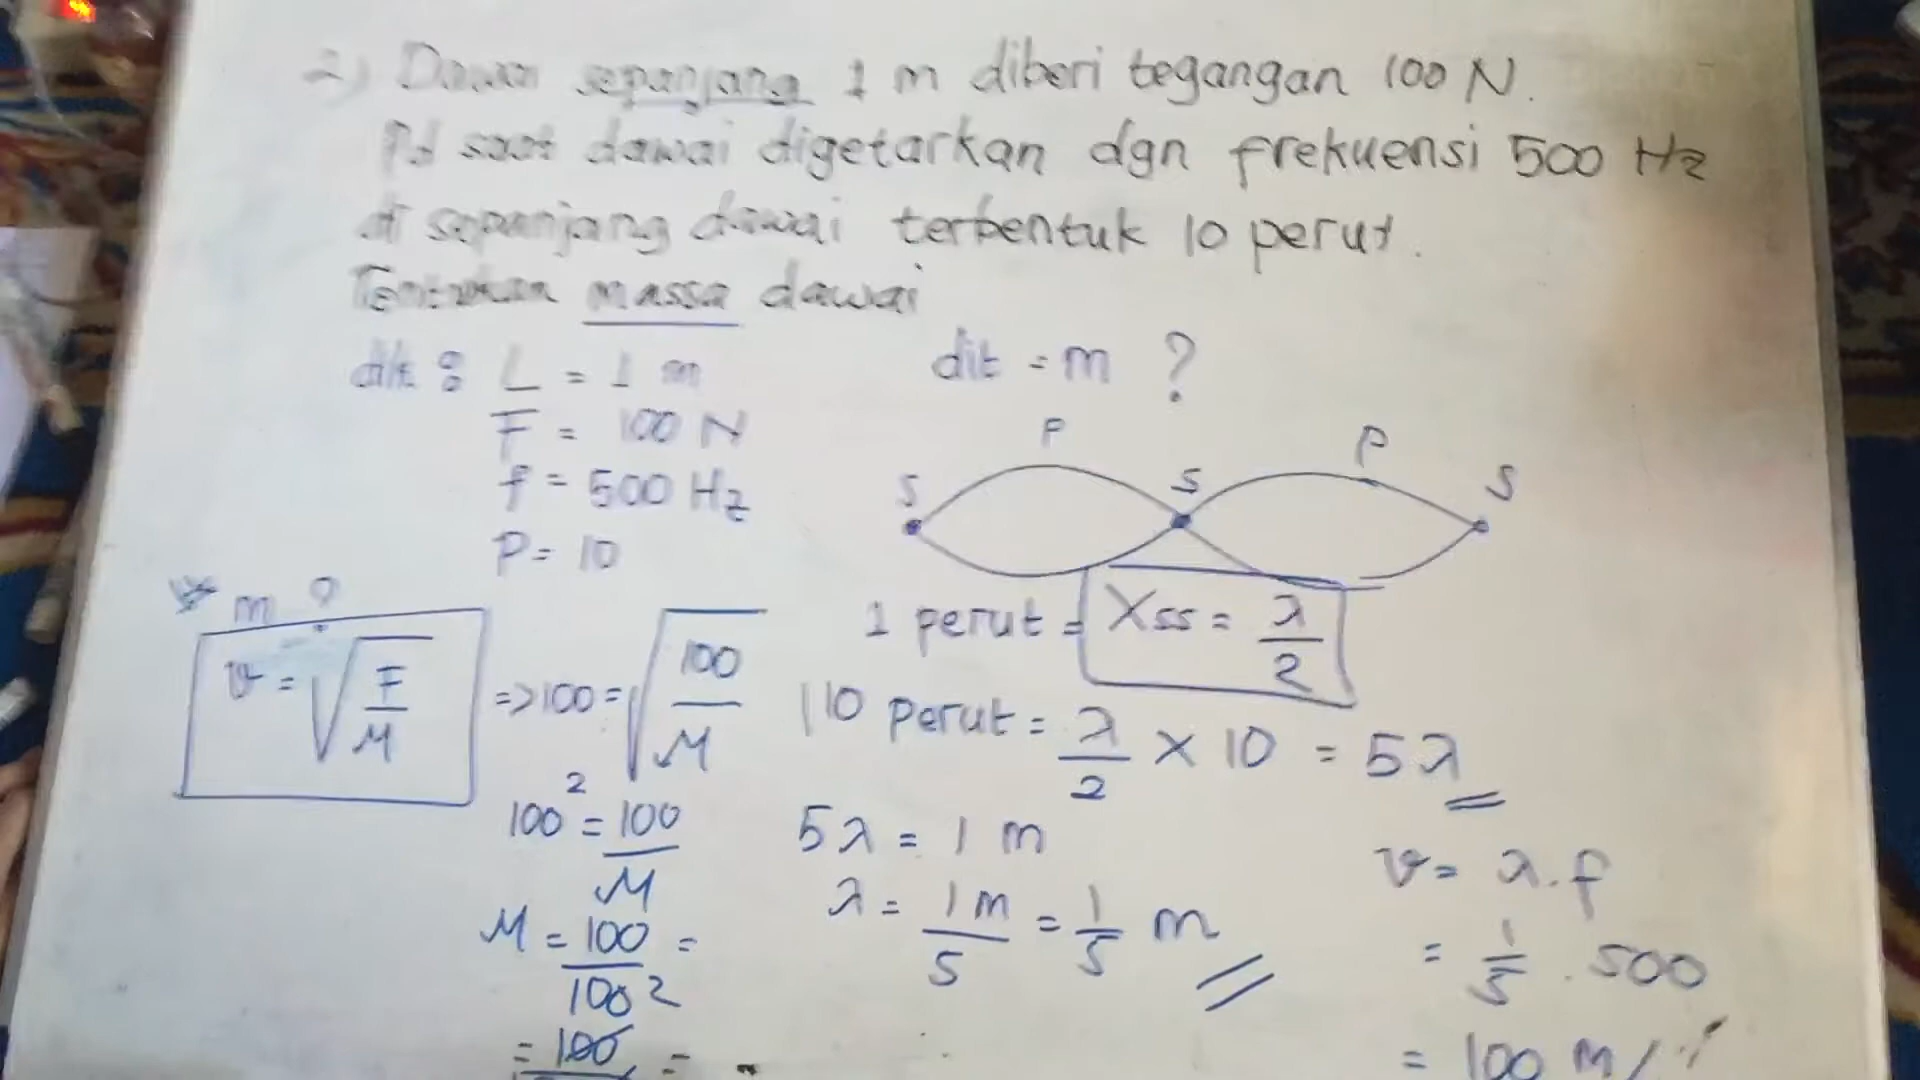 2) Dawai sepanjang 1 m diberi tegangan 100 N.
Pd saat dawai digetarkan dgn frekuensi 500 Hz
di sepanjang dawai terbentuk 10 perut.
Tentukan massa dawai
dik : L = 1 m
F = 100 N
f = 500 Hz
P = 10
dit = m ?
P P
S S S
1 perut = Xss = λ/2
10 perut = λ/2 x 10 = 5λ
5λ = 1 m
λ = 1 m/5 = 1/5 m
v = λ.f
= 1/5 . 500
= 100 m/
m ?
v = √(F/μ) => 100 = √(100/μ)
100² = 100/μ
μ = 100/100² =
= 100 =